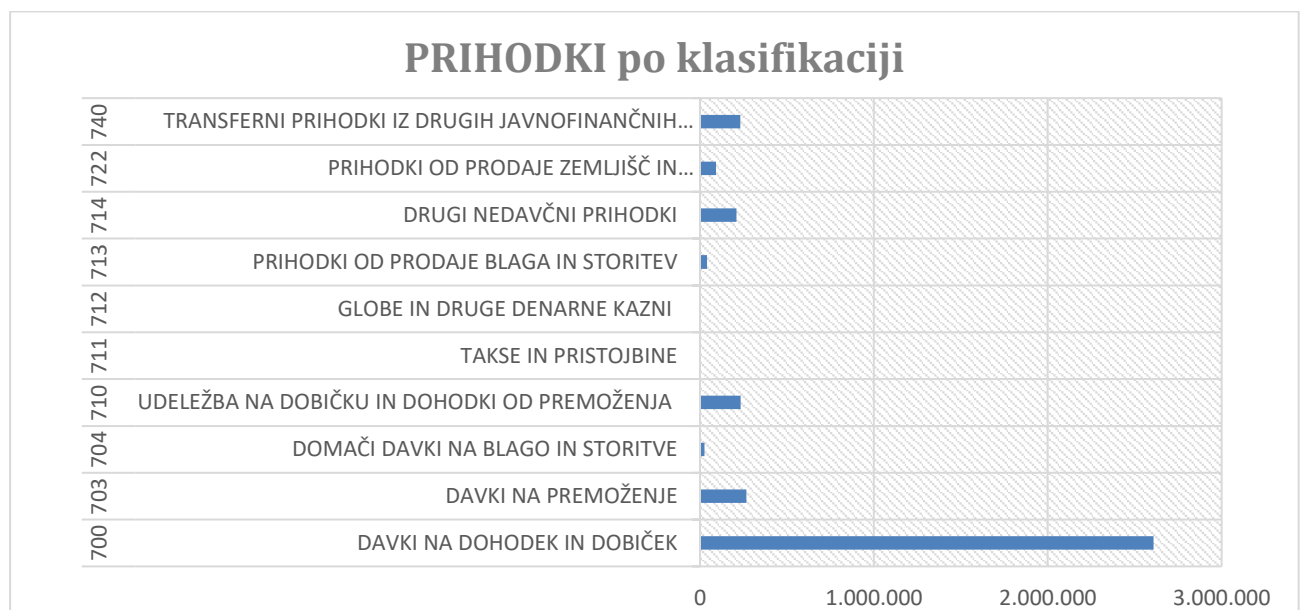 PRIHODKI po klasifikaciji
740 TRANSFERNI PRIHODKI IZ DRUGIH JAVNOFINANČNIH…
722 PRIHODKI OD PRODAJE ZEMLJIŠČ IN…
714 DRUGI NEDAVČNI PRIHODKI
713 PRIHODKI OD PRODAJE BLAGA IN STORITEV
712 GLOBE IN DRUGE DENARNE KAZNI
711 TAKSE IN PRISTOJBINE
710 UDELEŽBA NA DOBIČKU IN DOHODKI OD PREMOŽENJA
704 DOMAČI DAVKI NA BLAGO IN STORITVE
703 DAVKI NA PREMOŽENJE
700 DAVKI NA DOHODEK IN DOBIČEK
0 1.000.000 2.000.000 3.000.000